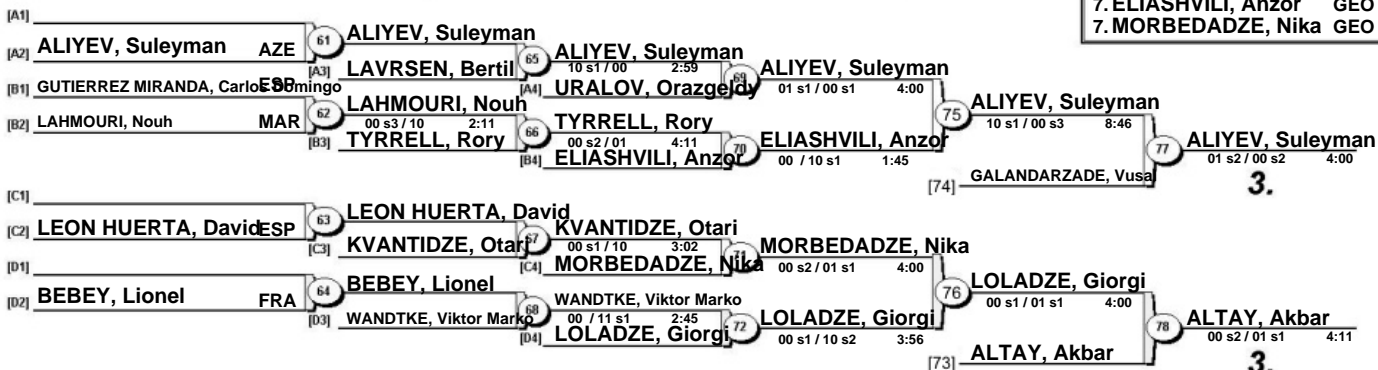 7. ELIASHVILI, Anzor GEO
7. MORBEDADZE, Nika GEO
[A1]
[A2] ALIYEV, Suleyman AZE
61 ALIYEV, Suleyman
[A3] LAVRSEN, Bertil
65 ALIYEV, Suleyman
10 s1 / 00 2:59
[A4] URALOV, Orazgeldy
69 ALIYEV, Suleyman
01 s1 / 00 s1 4:00
[B1] GUTIERREZ MIRANDA, Carlos Domingo ESP
[B2] LAHMOURI, Nouh MAR
62 LAHMOURI, Nouh
00 s3 / 10 2:11
[B3] TYRRELL, Rory
66 TYRRELL, Rory
00 s2 / 01 4:11
[B4] ELIASHVILI, Anzor
70 ELIASHVILI, Anzor
00 / 10 s1 1:45
75 ALIYEV, Suleyman
10 s1 / 00 s3 8:46
[74] GALANDARZADE, Vusal
77 ALIYEV, Suleyman
01 s2 / 00 s2 4:00
3.
[C1]
[C2] LEON HUERTA, David ESP
63 LEON HUERTA, David
[C3] KVANTIDZE, Otari
67 KVANTIDZE, Otari
00 s1 / 10 3:02
[C4] MORBEDADZE, Nika
MORBEDADZE, Nika
00 s2 / 01 s1 4:00
[D1]
[D2] BEBEY, Lionel FRA
64 BEBEY, Lionel
[D3] WANDTKE, Viktor Marko
68 WANDTKE, Viktor Marko
00 / 11 s1 2:45
[D4] LOLADZE, Giorgi
72 LOLADZE, Giorgi
00 s1 / 10 s2 3:56
76 LOLADZE, Giorgi
00 s1 / 01 s1 4:00
[73] ALTAY, Akbar
78 ALTAY, Akbar
00 s2 / 01 s1 4:11
3.